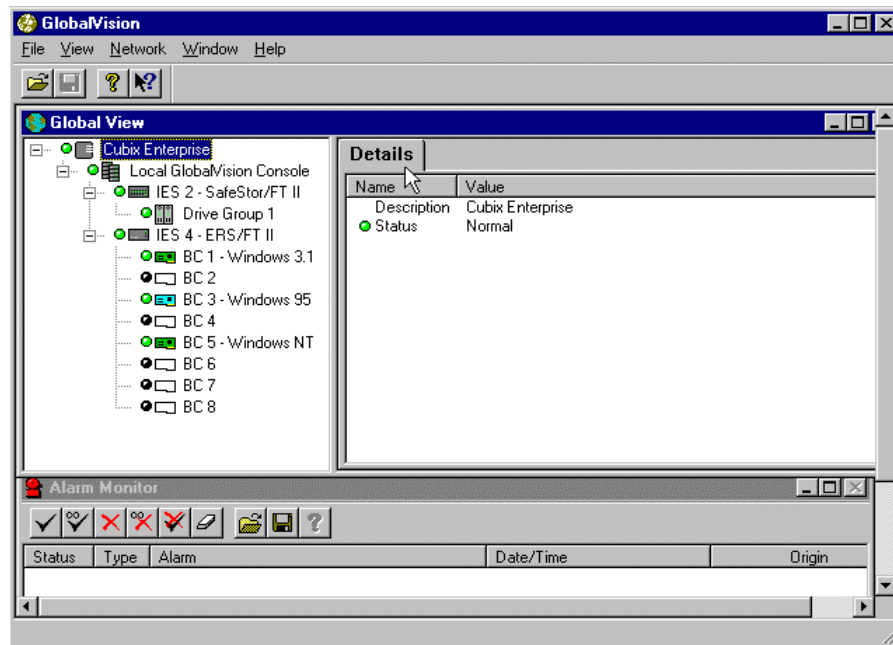 GlobalVision
File View Network Window Help
Global View
Cubix Enterprise
Local GlobalVision Console
IES 2 - SafeStor/FT II
Drive Group 1
IES 4 - ERS/FT II
BC 1 - Windows 3.1
BC 2
BC 3 - Windows 95
BC 4
BC 5 - Windows NT
BC 6
BC 7
BC 8
Details
Name Value
Description Cubix Enterprise
Status Normal
Alarm Monitor
Status Type Alarm Date/Time Origin